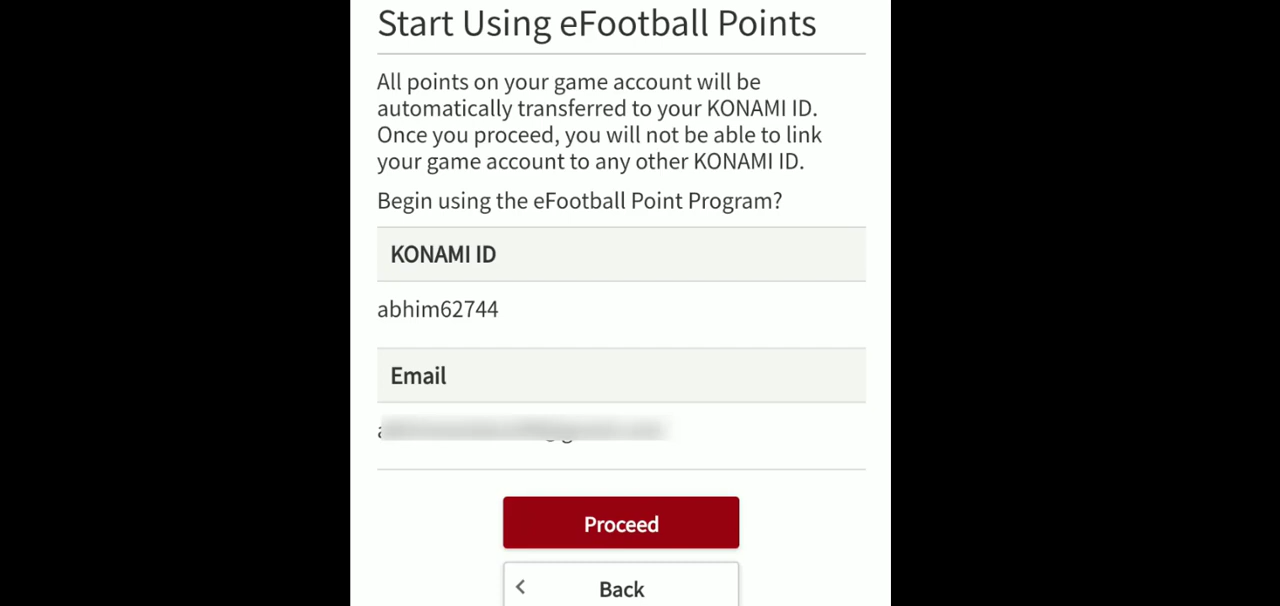 Start Using eFootball Points
All points on your game account will be
automatically transferred to your KONAMI ID.
Once you proceed, you will not be able to link
your game account to any other KONAMI ID.
Begin using the eFootball Point Program?
KONAMI ID
abhim62744
Email
Proceed
Back